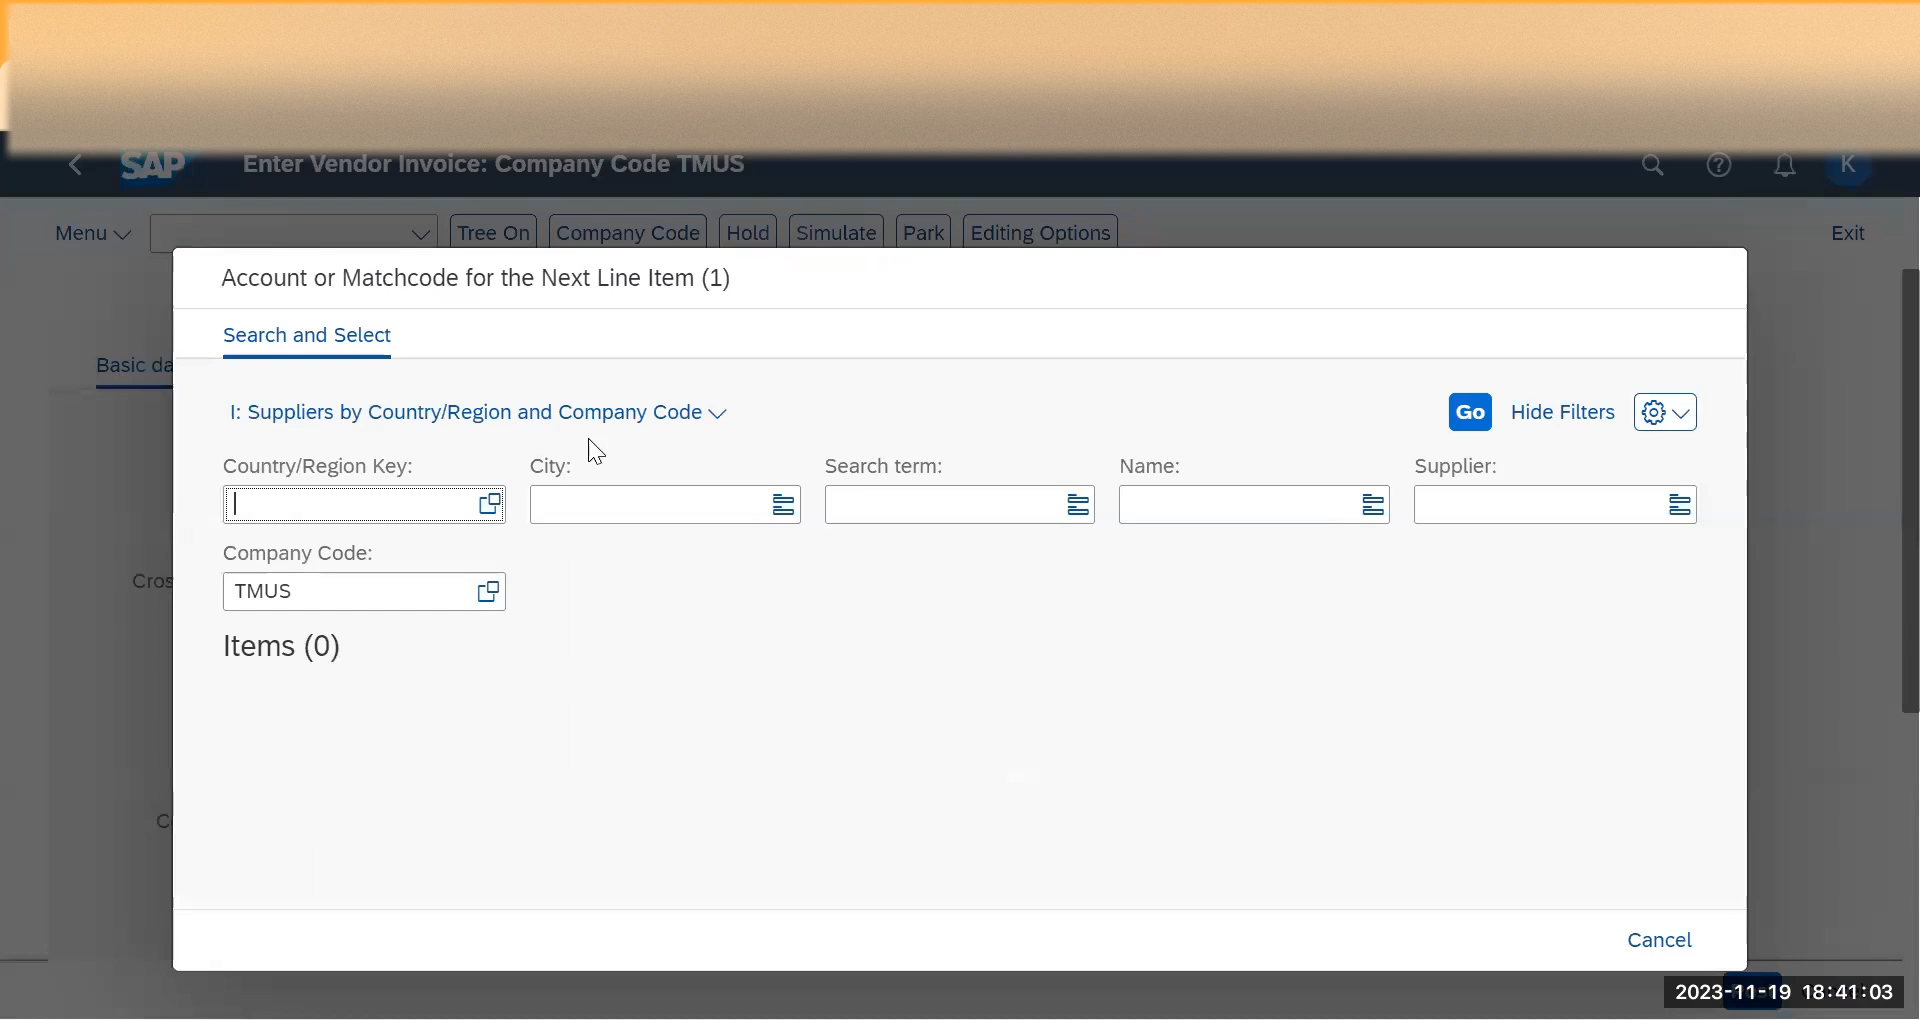 SAP Enter Vendor Invoice: Company Code TMUS K
Menu Tree On Company Code Hold Simulate Park Editing Options Exit
Account or Matchcode for the Next Line Item (1)
Search and Select
Basic da
I: Suppliers by Country/Region and Company Code Go Hide Filters
Country/Region Key: City: Search term: Name: Supplier:
Company Code:
Cros
TMUS
Items (0)
C
Cancel
2023-11-19 18:41:03